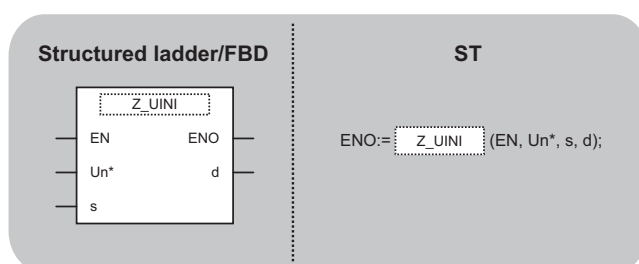 Structured ladder/FBD
Z_UINI
EN ENO
Un* d
s
ST
ENO:= Z_UINI (EN, Un*, s, d);